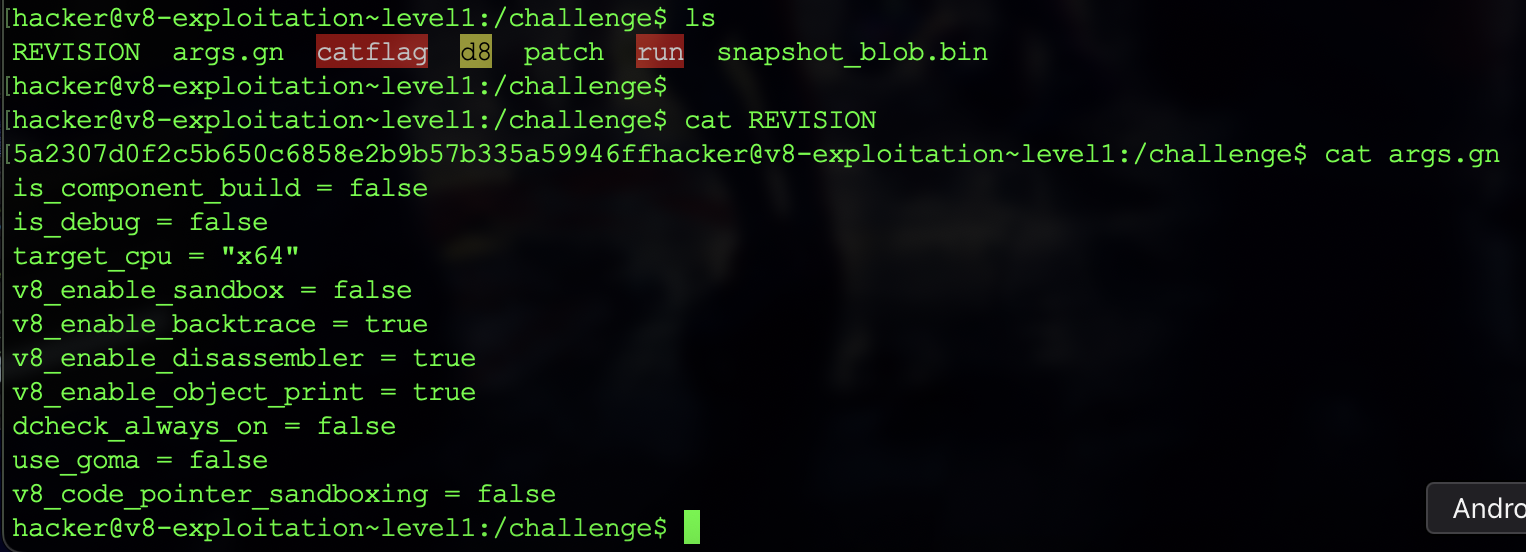 [hacker@v8-exploitation~level1:/challenge$ ls
REVISION  args.gn  catflag  d8  patch  run  snapshot_blob.bin
[hacker@v8-exploitation~level1:/challenge$
[hacker@v8-exploitation~level1:/challenge$ cat REVISION
[5a2307d0f2c5b650c6858e2b9b57b335a59946ffhacker@v8-exploitation~level1:/challenge$ cat args.gn
is_component_build = false
is_debug = false
target_cpu = "x64"
v8_enable_sandbox = false
v8_enable_backtrace = true
v8_enable_disassembler = true
v8_enable_object_print = true
dcheck_always_on = false
use_goma = false
v8_code_pointer_sandboxing = false
hacker@v8-exploitation~level1:/challenge$
Andro